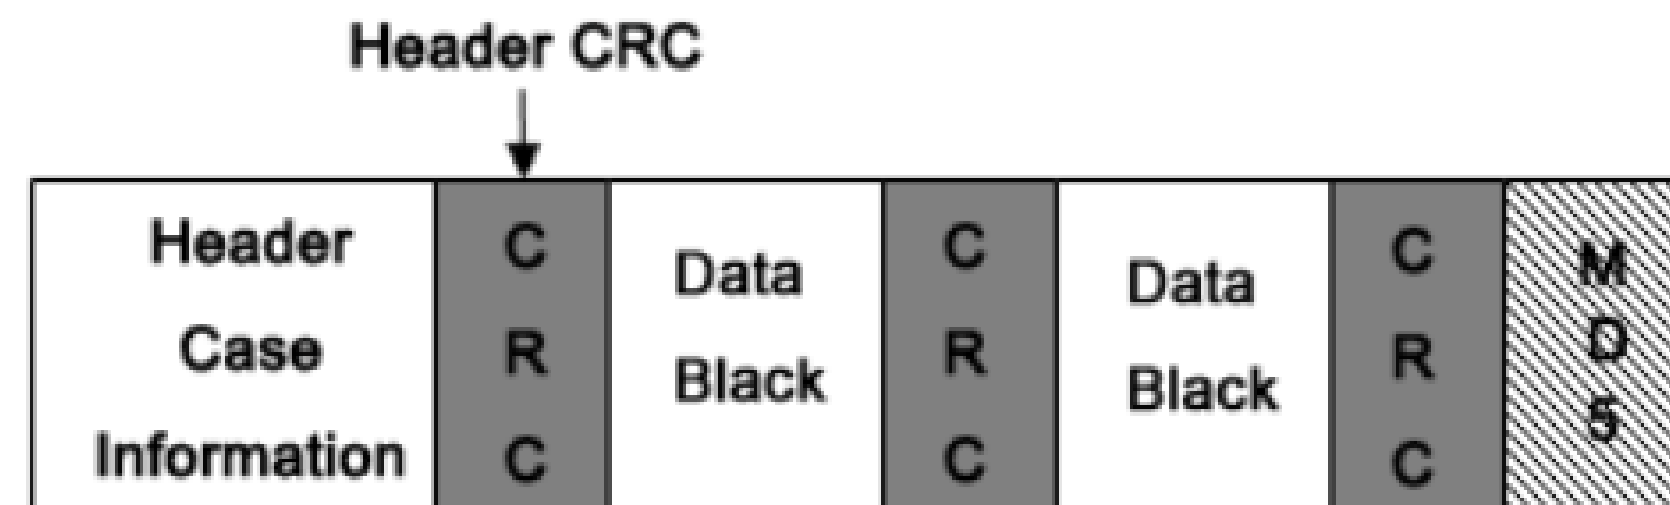 Header CRC
Header
Case
Information
C
R
C
Data
Black
C
R
C
Data
Black
C
R
C
M
D
5